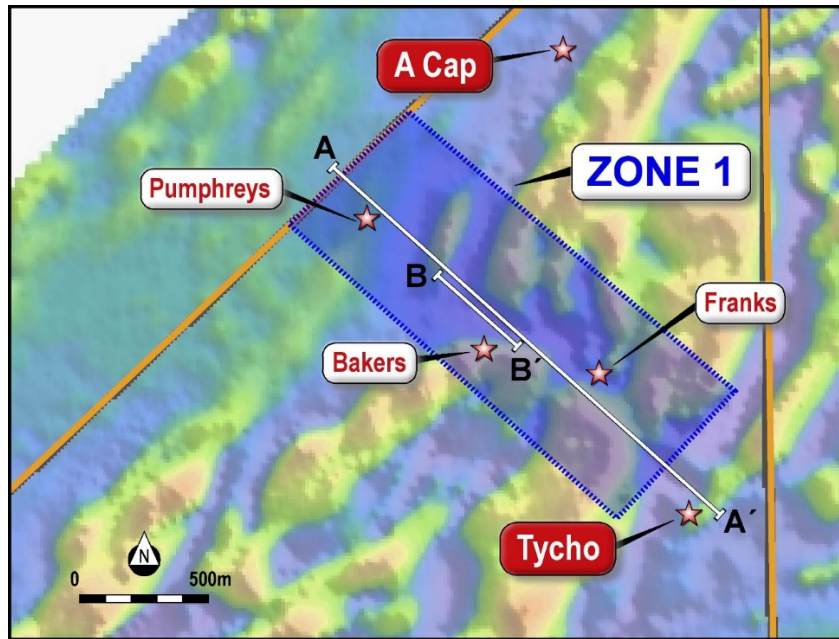 A Cap
A
ZONE 1
Pumphreys
B
Franks
Bakers
B´
A´
Tycho
N
0 500m